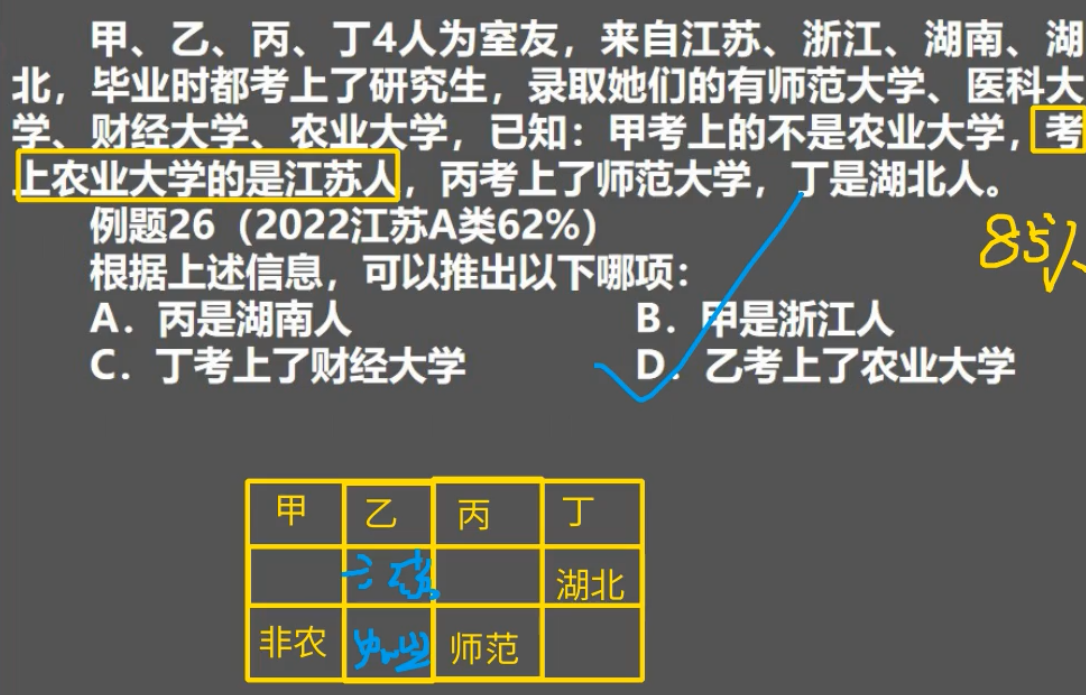 甲、乙、丙、丁4人为室友，来自江苏、浙江、湖南、湖
北，毕业时都考上了研究生，录取她们的有师范大学、医科大
学、财经大学、农业大学，已知：甲考上的不是农业大学，考
上农业大学的是江苏人，丙考上了师范大学，丁是湖北人。
例题26（2022江苏A类62%）
85%
根据上述信息，可以推出以下哪项：
A．丙是湖南人 B．甲是浙江人
C．丁考上了财经大学 D．乙考上了农业大学
甲 乙 丙 丁
湖北
非农 师范